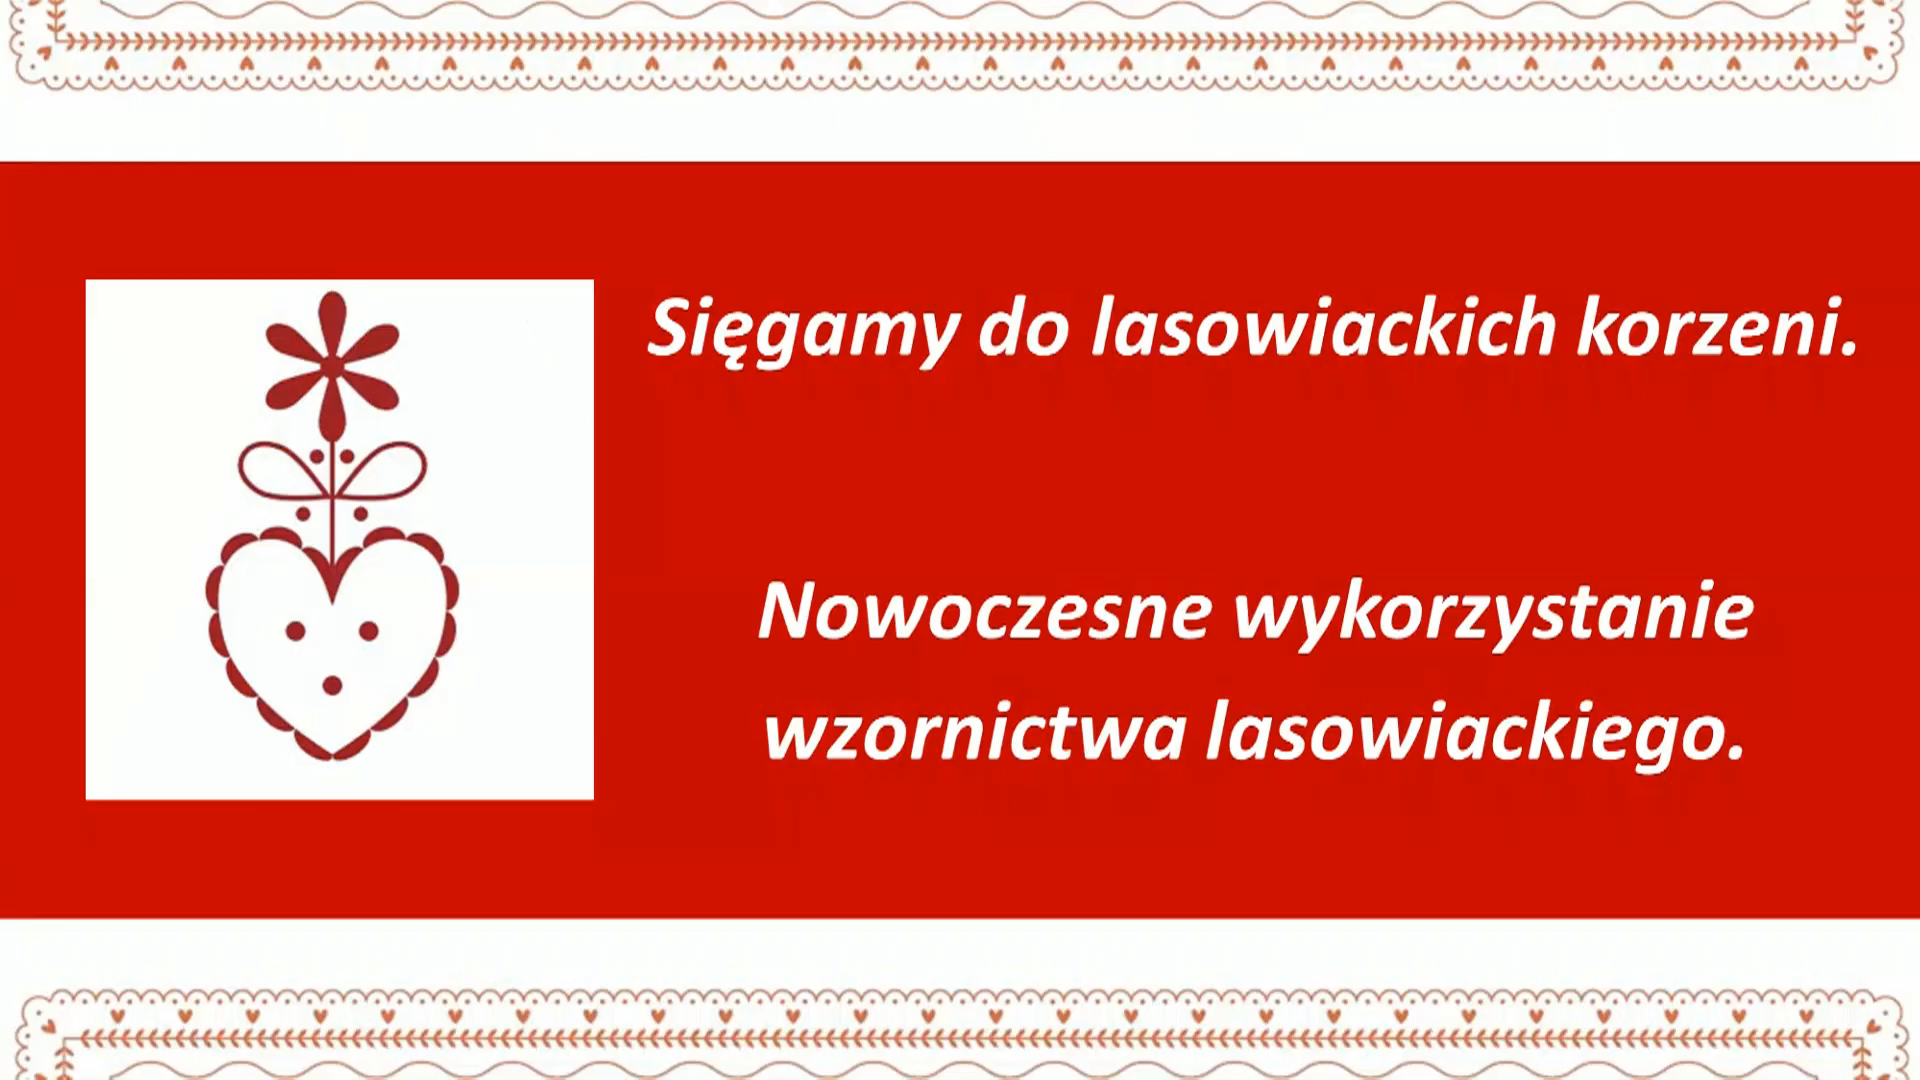 Sięgamy do lasowiackich korzeni.
Nowoczesne wykorzystanie
wzornictwa lasowiackiego.